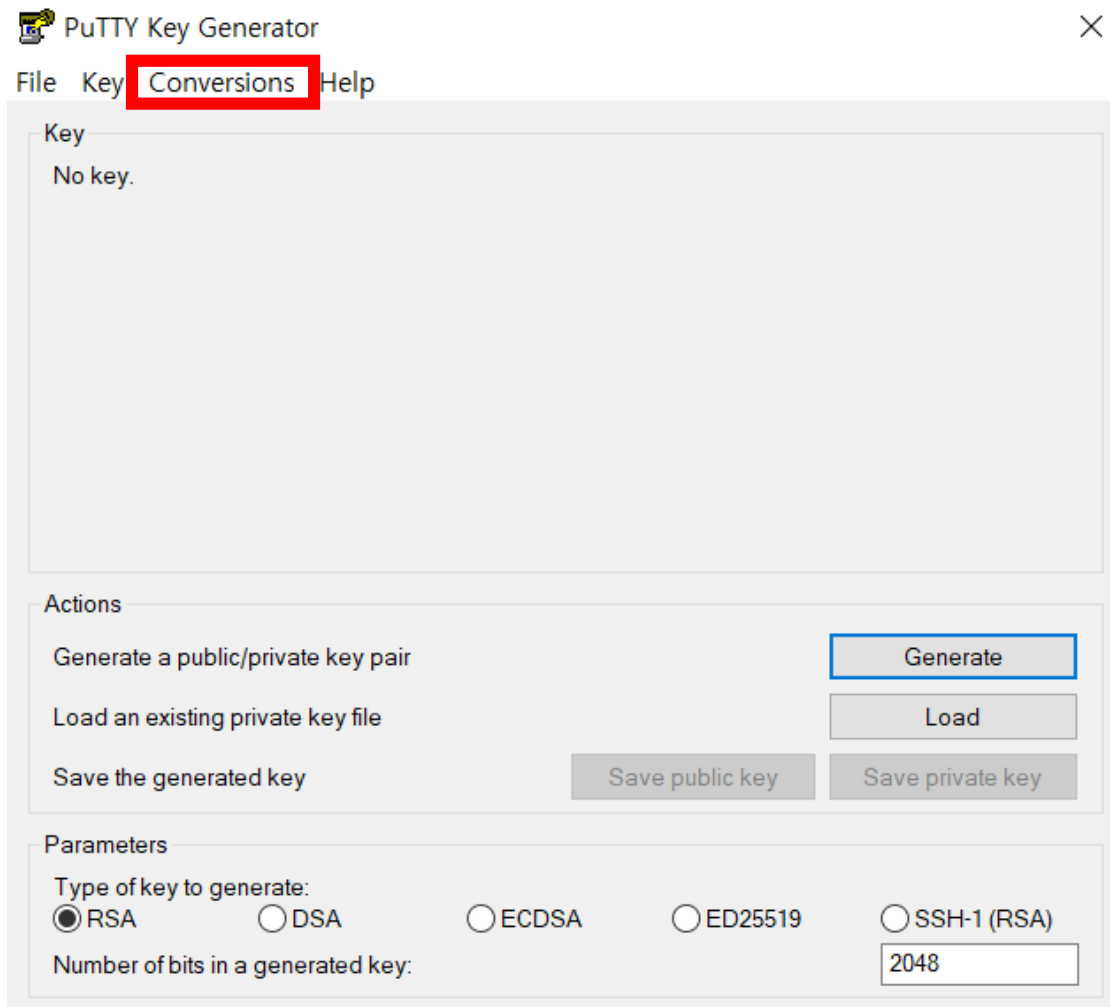 PuTTY Key Generator
File Key Conversions Help
Key
No key.
Actions
Generate a public/private key pair Generate
Load an existing private key file Load
Save the generated key Save public key Save private key
Parameters
Type of key to generate:
RSA DSA ECDSA ED25519 SSH-1 (RSA)
Number of bits in a generated key: 2048